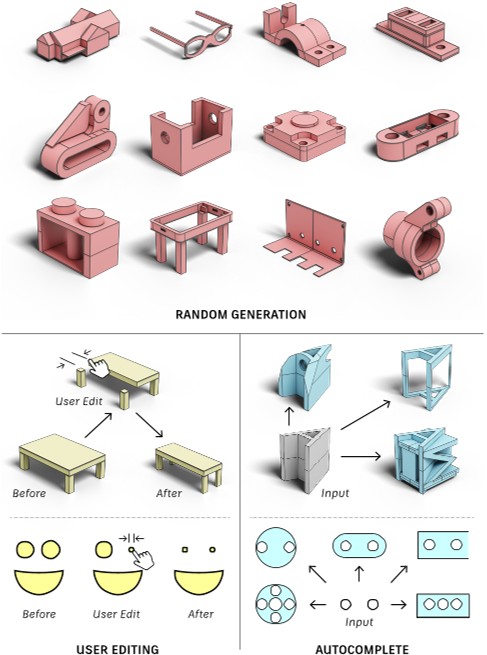 RANDOM GENERATION
User Edit
Before
After
Input
Before
User Edit
After
Input
USER EDITING
AUTOCOMPLETE